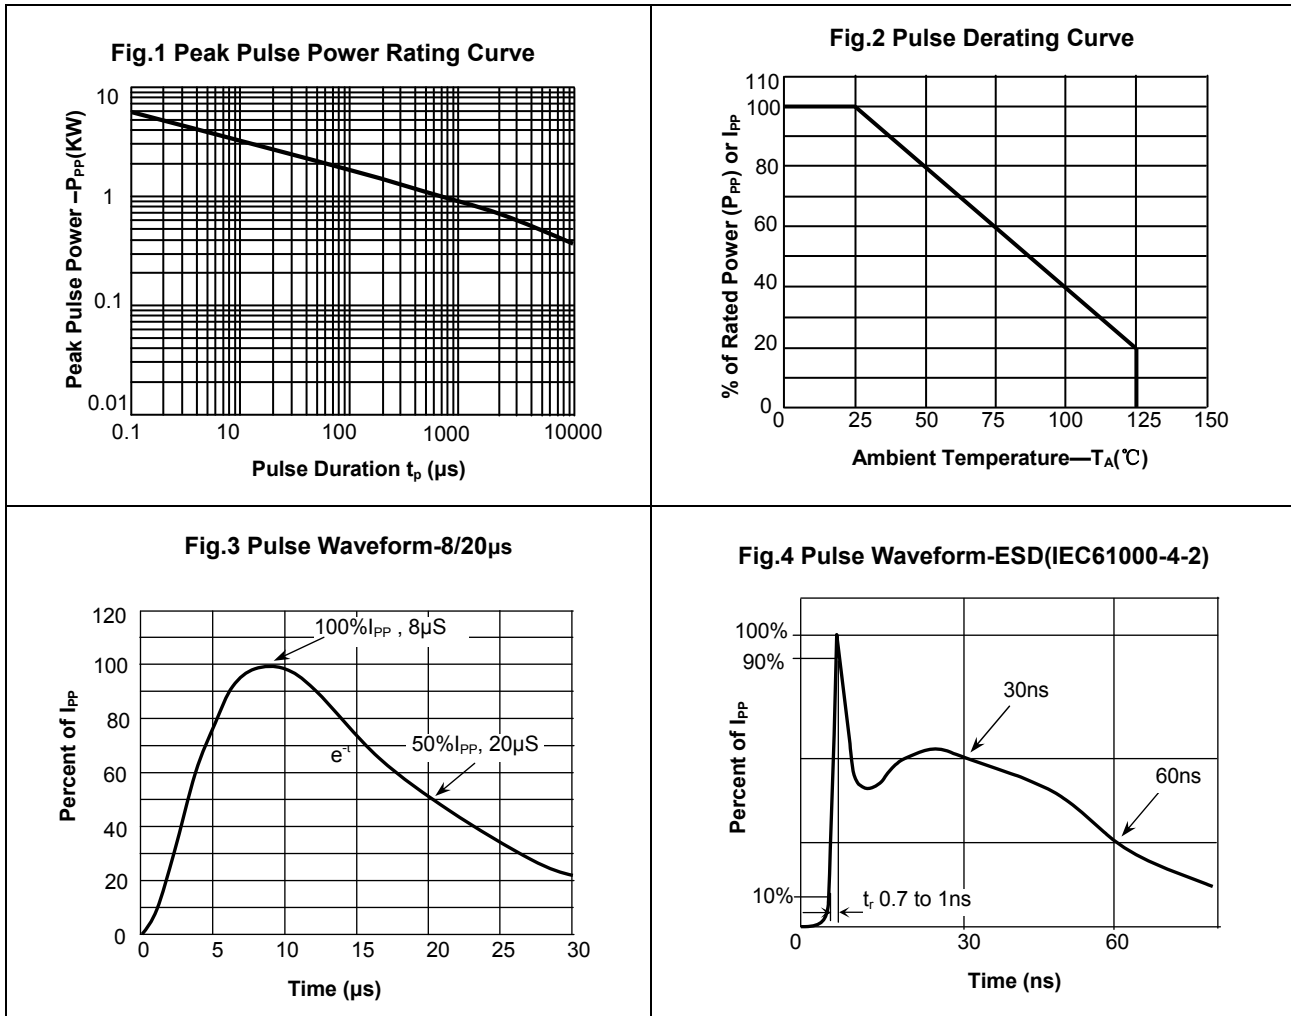 Fig.1 Peak Pulse Power Rating Curve
Peak Pulse Power –PPP(KW)
10
1
0.1
0.01
0.1 10 100 1000 10000
Pulse Duration tp (µs)
Fig.2 Pulse Derating Curve
% of Rated Power (PPP) or IPP
110
100
80
60
40
20
0
0 25 50 75 100 125 150
Ambient Temperature—TA(℃)
Fig.3 Pulse Waveform-8/20µs
Percent of IPP
120
100
80
60
40
20
0
100%IPP , 8µS
e-t
50%IPP, 20µS
0 5 10 15 20 25 30
Time (µs)
Fig.4 Pulse Waveform-ESD(IEC61000-4-2)
Percent of IPP
100%
90%
10%
30ns
60ns
tr 0.7 to 1ns
0 30 60
Time (ns)